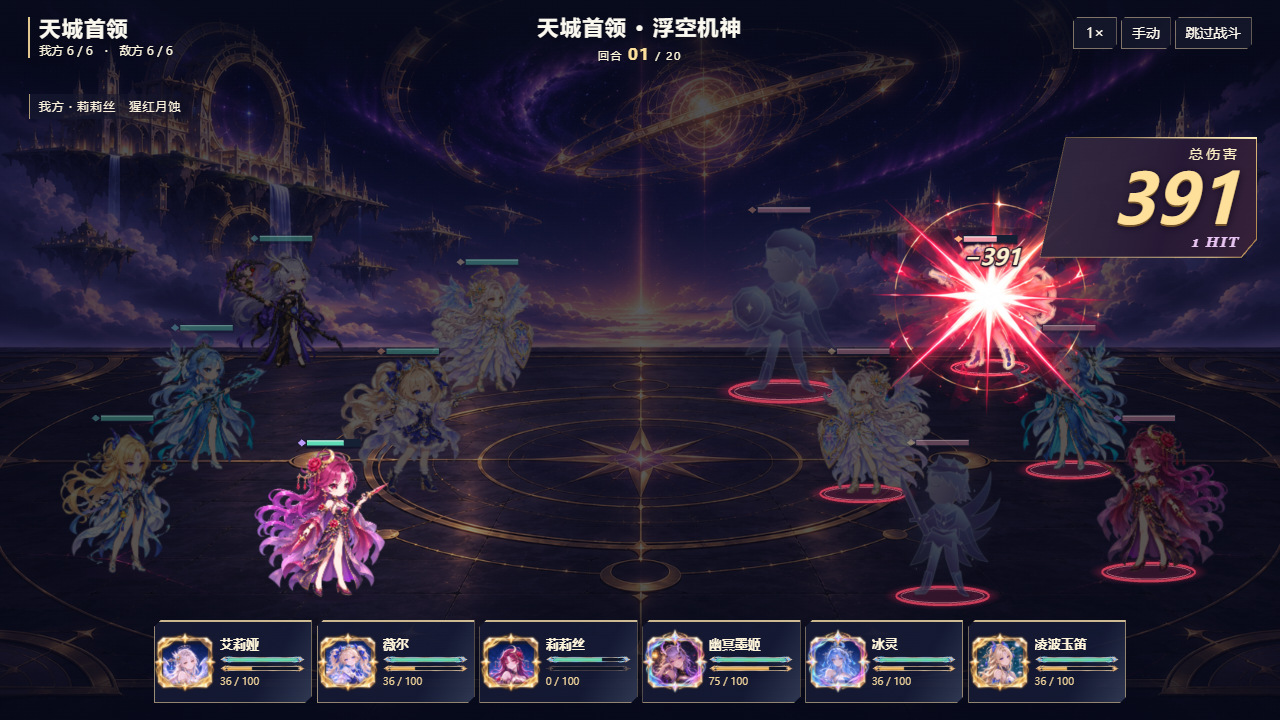 天城首领
我方 6 / 6 · 敌方 6 / 6
天城首领・浮空机神
回合 01 / 20
1×
手动
跳过战斗
我方・莉莉丝 猩红月蚀
总伤害
391
1 HIT
-391
艾莉娅
36 / 100
薇尔
36 / 100
莉莉丝
0 / 100
幽冥墨姬
75 / 100
冰灵
36 / 100
凌波玉笛
36 / 100